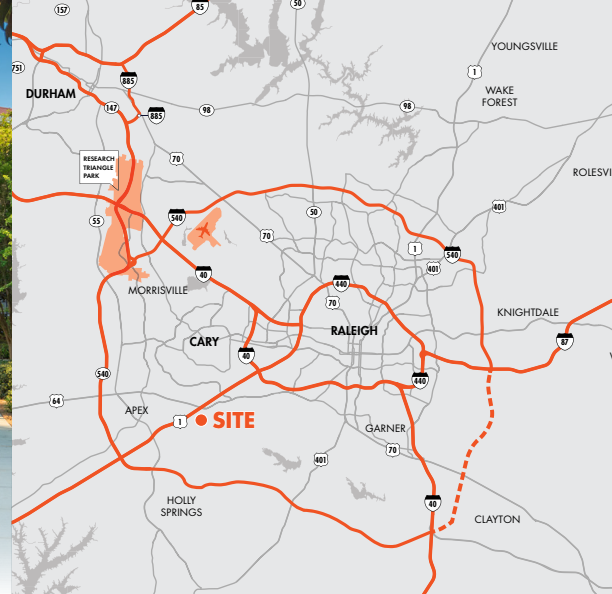 50
157
85
YOUNGSVILLE
751
1
885
WAKE
FOREST
DURHAM
147
98
98
885
RESEARCH
TRIANGLE
PARK
70
ROLESVI
401
55
540
50
70
1
540
401
40
440
MORRISVILLE
70
KNIGHTDALE
RALEIGH
CARY
87
40
540
440
64
APEX
1
SITE
GARNER
70
401
HOLLY
SPRINGS
40
CLAYTON